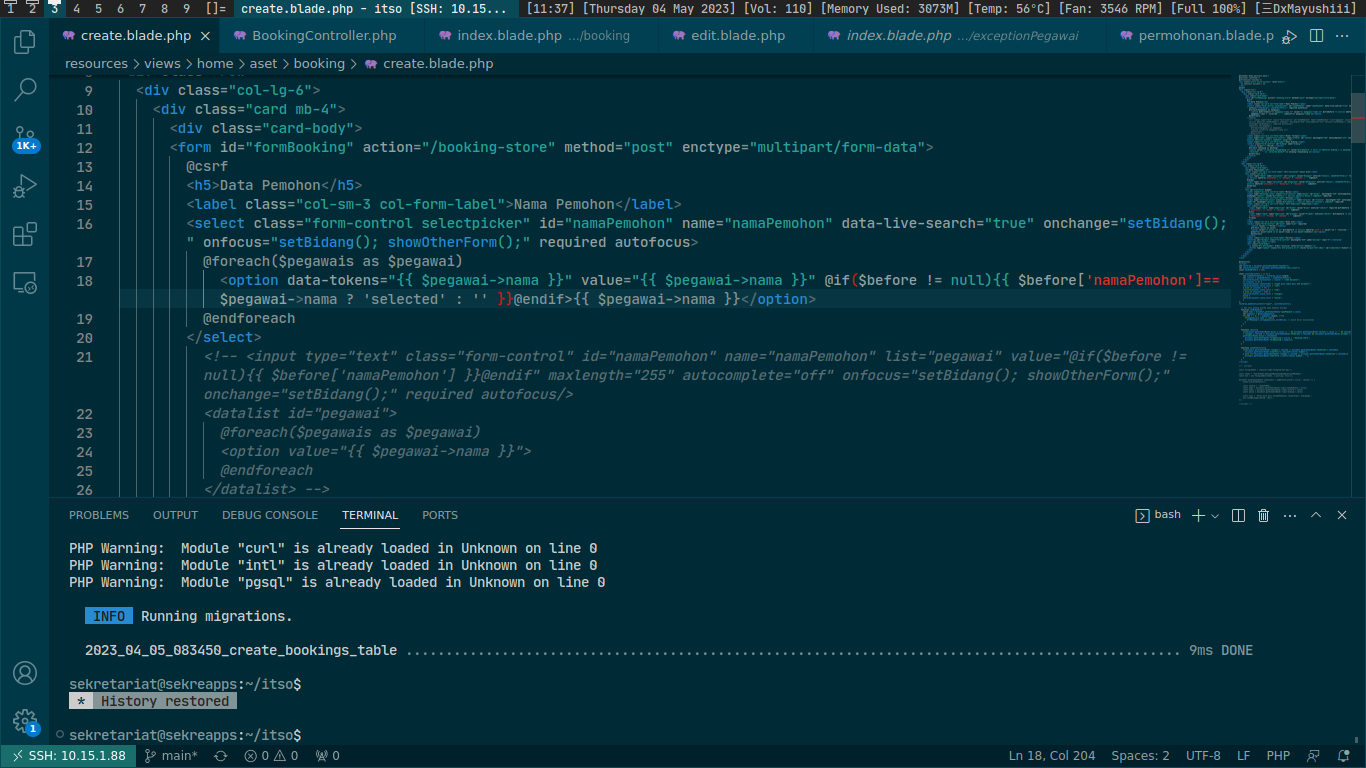 1 2 3 4 5 6 7 8 9 []= create.blade.php - itso [SSH: 10.15... [11:37] [Thursday 04 May 2023] [Vol: 110] [Memory Used: 3073M] [Temp: 56°C] [Fan: 3546 RPM] [Full 100%] [三DxMayushiii]
create.blade.php BookingController.php index.blade.php .../booking edit.blade.php index.blade.php .../exceptionPegawai permohonan.blade.p
resources > views > home > aset > booking > create.blade.php
9 <div class="col-lg-6">
10 <div class="card mb-4">
11 <div class="card-body">
12 <form id="formBooking" action="/booking-store" method="post" enctype="multipart/form-data">
13 @csrf
14 <h5>Data Pemohon</h5>
15 <label class="col-sm-3 col-form-label">Nama Pemohon</label>
16 <select class="form-control selectpicker" id="namaPemohon" name="namaPemohon" data-live-search="true" onchange="setBidang();
" onfocus="setBidang(); showOtherForm();" required autofocus>
17 @foreach($pegawais as $pegawai)
18 <option data-tokens="{{ $pegawai->nama }}" value="{{ $pegawai->nama }}" @if($before != null){{ $before['namaPemohon']==
$pegawai->nama ? 'selected' : '' }}@endif>{{ $pegawai->nama }}</option>
19 @endforeach
20 </select>
21 <!-- <input type="text" class="form-control" id="namaPemohon" name="namaPemohon" list="pegawai" value="@if($before !=
null){{ $before['namaPemohon'] }}@endif" maxlength="255" autocomplete="off" onfocus="setBidang(); showOtherForm();"
onchange="setBidang();" required autofocus/>
22 <datalist id="pegawai">
23 @foreach($pegawais as $pegawai)
24 <option value="{{ $pegawai->nama }}">
25 @endforeach
26 </datalist> -->
1K+
PROBLEMS OUTPUT DEBUG CONSOLE TERMINAL PORTS bash
PHP Warning:  Module "curl" is already loaded in Unknown on line 0
PHP Warning:  Module "intl" is already loaded in Unknown on line 0
PHP Warning:  Module "pgsql" is already loaded in Unknown on line 0
INFO Running migrations.
2023_04_05_083450_create_bookings_table ................................................................................................. 9ms DONE
sekretariat@sekreapps:~/itso$
* History restored
sekretariat@sekreapps:~/itso$
1
SSH: 10.15.1.88 main* 0 0 0 Ln 18, Col 204 Spaces: 2 UTF-8 LF PHP